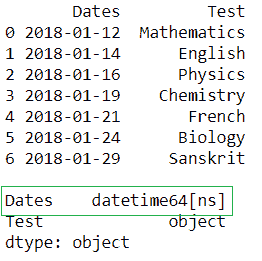 Dates Test
0 2018-01-12 Mathematics
1 2018-01-14 English
2 2018-01-16 Physics
3 2018-01-19 Chemistry
4 2018-01-21 French
5 2018-01-24 Biology
6 2018-01-29 Sanskrit
Dates datetime64[ns]
Test object
dtype: object